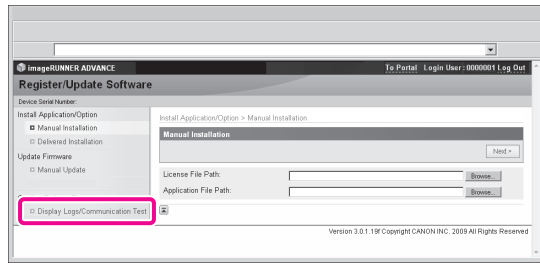 imageRUNNER ADVANCE
To Portal Login User : 0000001 Log Out
Register/Update Software
Device Serial Number:
Install Application/Option
Manual Installation
Delivered Installation
Update Firmware
Manual Update
Display Logs/Communication Test
Install Application/Option > Manual Installation
Manual Installation
Next >
License File Path:
Browse...
Application File Path:
Browse...
Version 3.0.1.19f Copyright CANON INC. 2009 All Rights Reserved